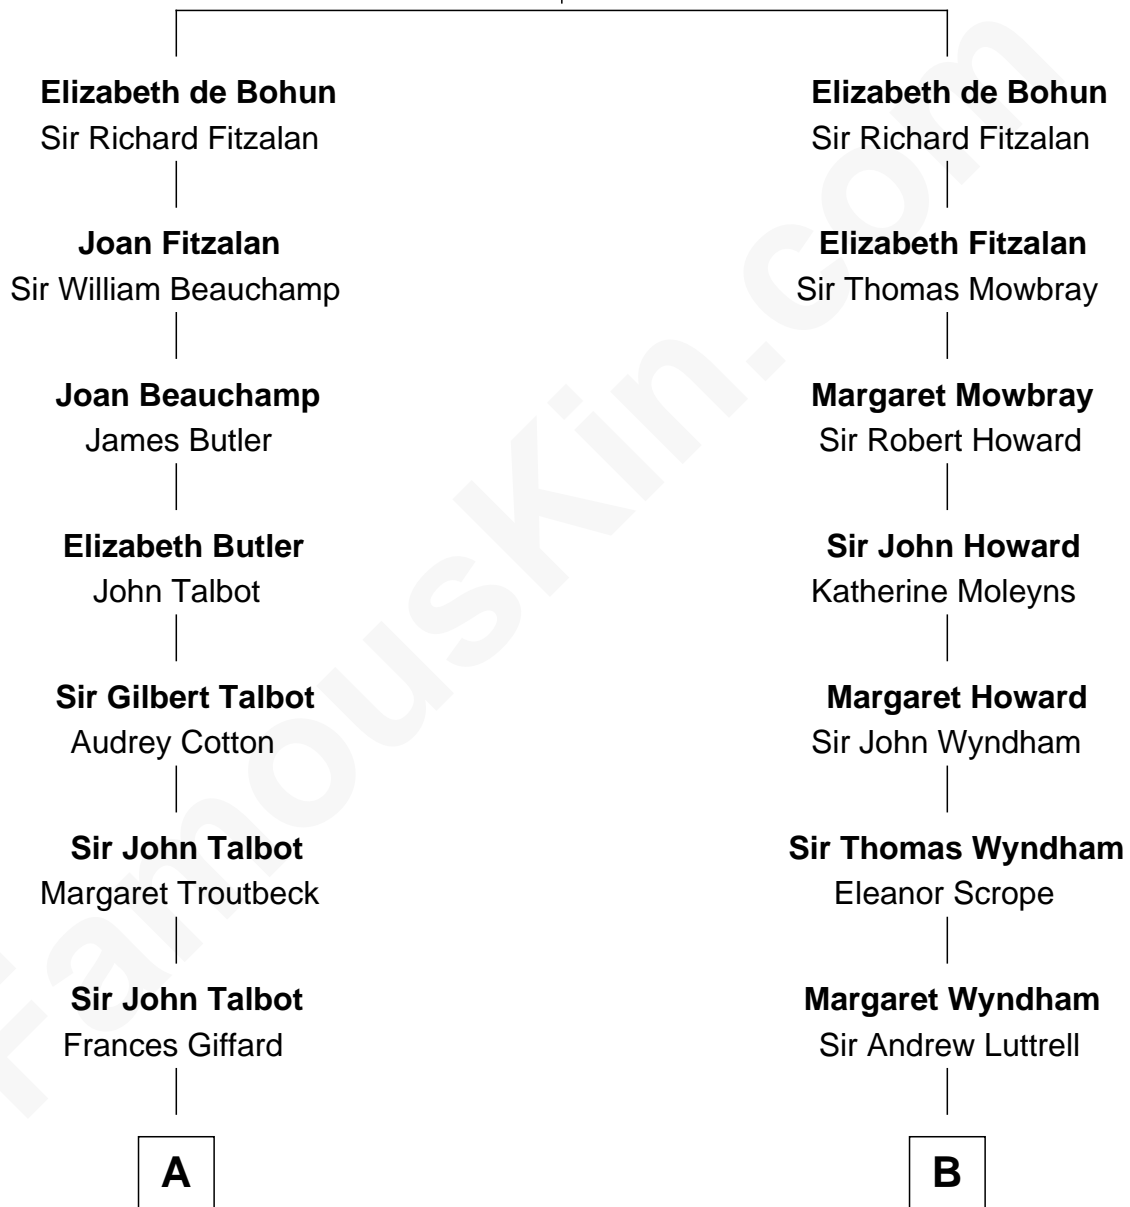 Elizabeth de Bohun
Sir Richard Fitzalan
Joan Fitzalan
Sir William Beauchamp
Joan Beauchamp
James Butler
Elizabeth Butler
John Talbot
Sir Gilbert Talbot
Audrey Cotton
Sir John Talbot
Margaret Troutbeck
Sir John Talbot
Frances Giffard
A
Elizabeth de Bohun
Sir Richard Fitzalan
Elizabeth Fitzalan
Sir Thomas Mowbray
Margaret Mowbray
Sir Robert Howard
Sir John Howard
Katherine Moleyns
Margaret Howard
Sir John Wyndham
Sir Thomas Wyndham
Eleanor Scrope
Margaret Wyndham
Sir Andrew Luttrell
B
FamousKin.com